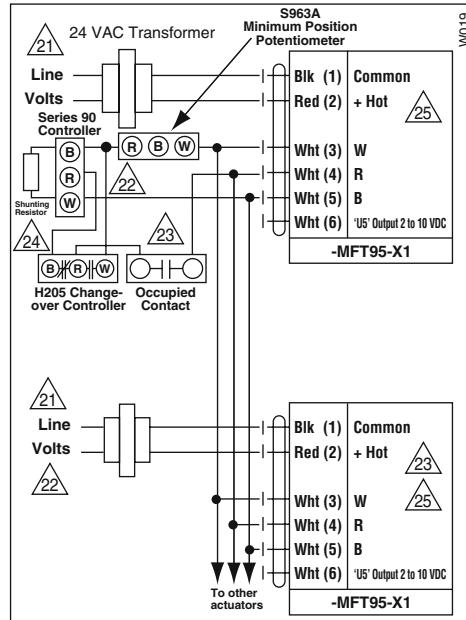 W019
21
24 VAC Transformer
S963A
Minimum Position
Potentiometer
Line
Volts
Blk (1) Common
Red (2) + Hot
25
Series 90
Controller
B
R
W
R B W
22
Wht (3) W
Wht (4) R
Wht (5) B
Wht (6) ‘U5’ Output 2 to 10 VDC
-MFT95-X1
Shunting
Resistor
24
23
B R W
H205 Change-
over Controller
Occupied
Contact
21
Line
Volts
22
Blk (1) Common
Red (2) + Hot
23
25
Wht (3) W
Wht (4) R
Wht (5) B
Wht (6) ‘U5’ Output 2 to 10 VDC
-MFT95-X1
To other
actuators